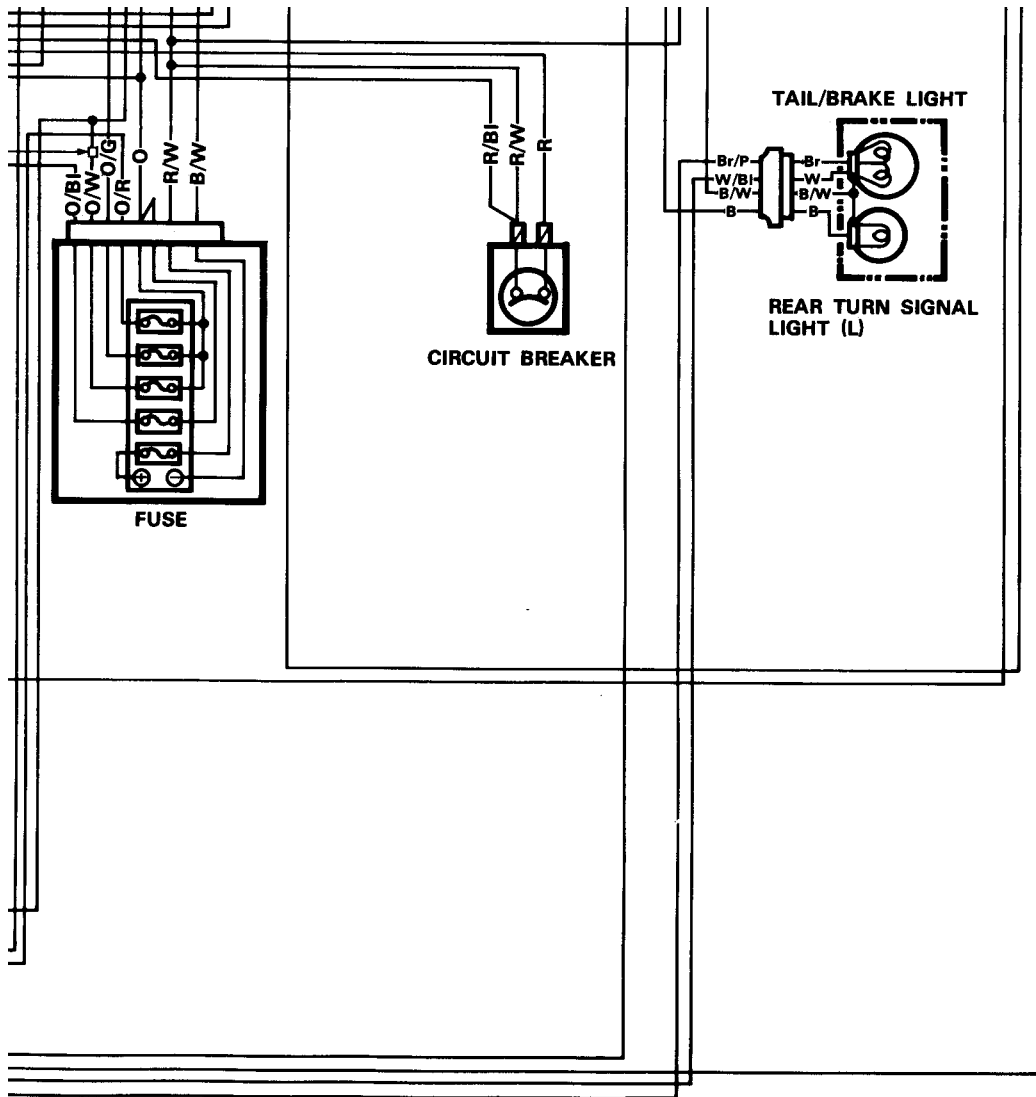 TAIL/BRAKE LIGHT
O/Bl
O/W
O/G
O/R
O
R/W
B/W
R/Bl
R/W
R
Br/P
W/Bl
B/W
B
Br
W
B/W
B
REAR TURN SIGNAL
LIGHT (L)
CIRCUIT BREAKER
+
−
FUSE